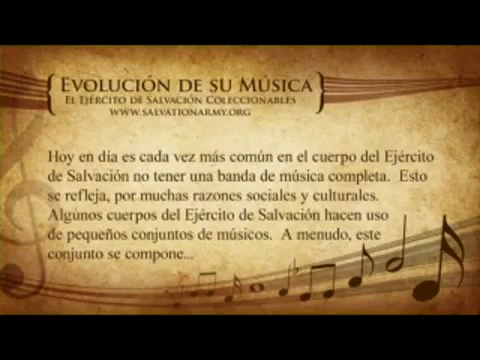 { Evolución de su Música }
El Ejército de Salvación Coleccionables
www.salvationarmy.org
Hoy en día es cada vez más común en el cuerpo del Ejército
de Salvación no tener una banda de música completa. Esto
se refleja, por muchas razones sociales y culturales.
Algúnos cuerpos del Ejército de Salvación hacen uso
de pequeños conjuntos de músicos. A menudo, este
conjunto se compone...